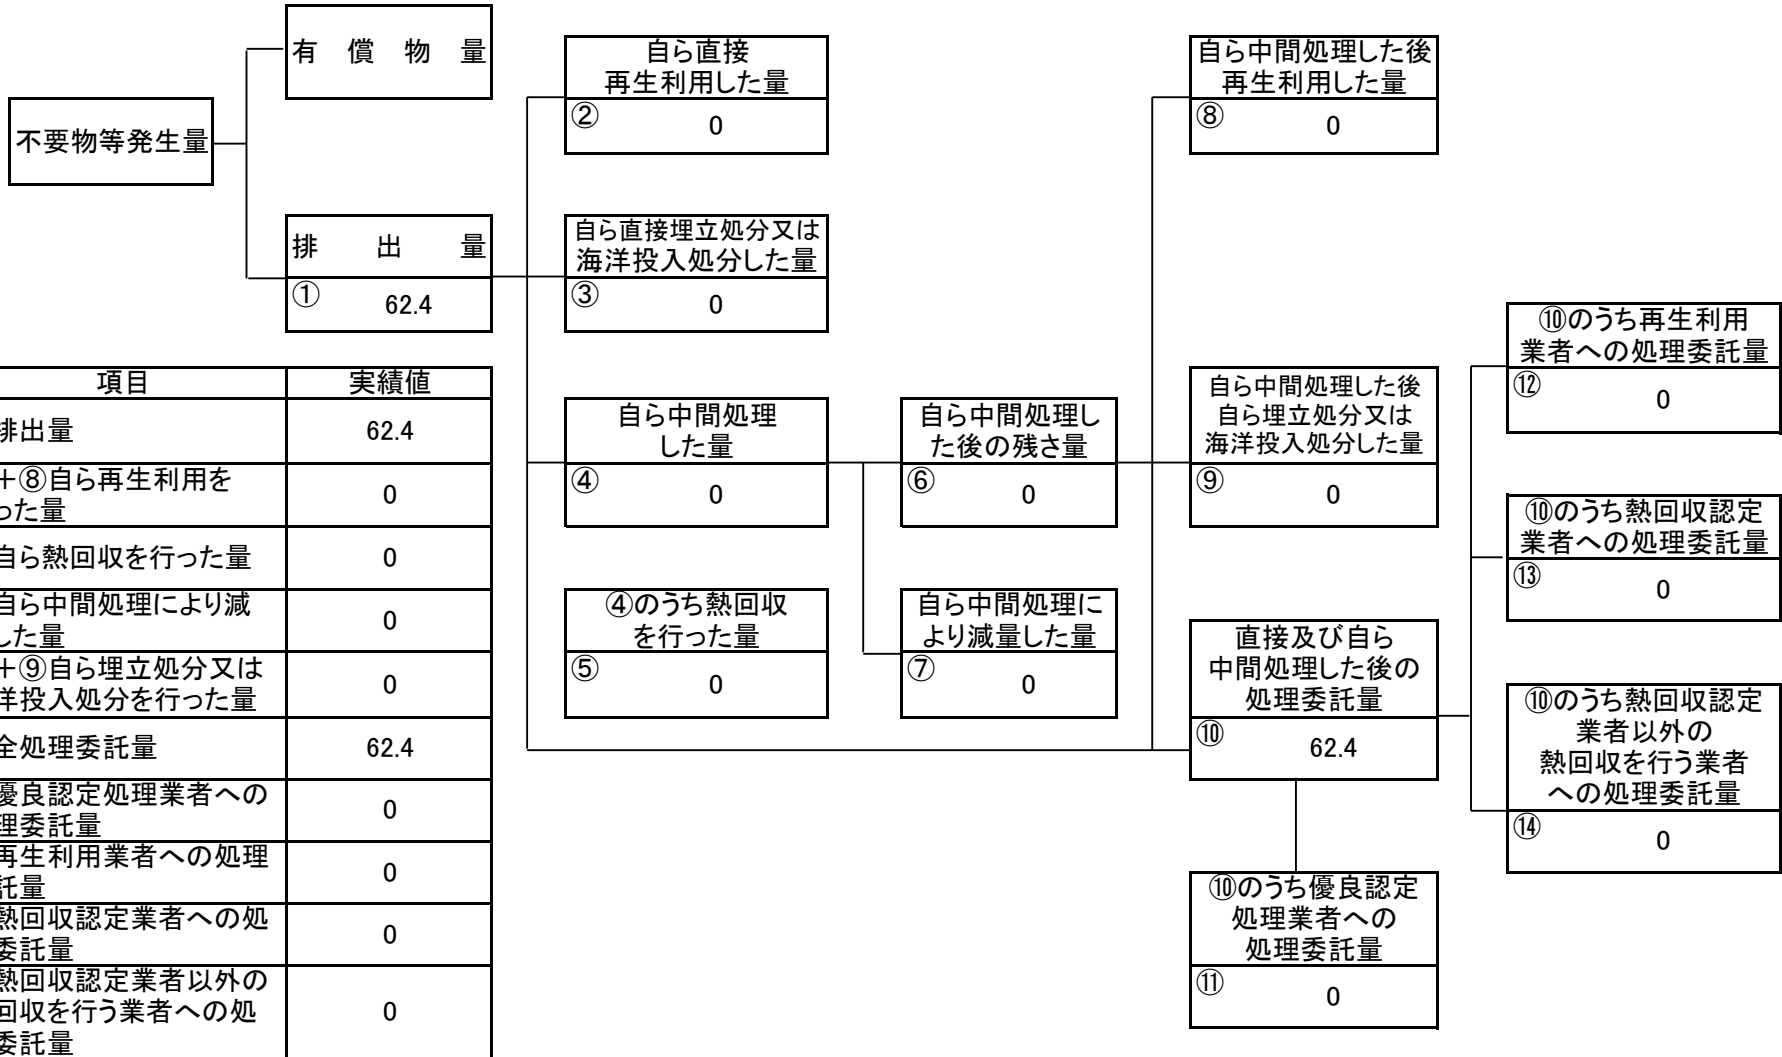 有 償 物 量
不要物等発生量
排 出 量
① 62.4
自ら直接
再生利用した量
② 0
自ら直接埋立処分又は
海洋投入処分した量
③ 0
自ら中間処理
した量
④ 0
④のうち熱回収
を行った量
⑤ 0
自ら中間処理し
た後の残さ量
⑥ 0
自ら中間処理に
より減量した量
⑦ 0
自ら中間処理した後
再生利用した量
⑧ 0
自ら中間処理した後
自ら埋立処分又は
海洋投入処分した量
⑨ 0
直接及び自ら
中間処理した後の
処理委託量
⑩ 62.4
⑩のうち優良認定
処理業者への
処理委託量
⑪ 0
⑩のうち再生利用
業者への処理委託量
⑫ 0
⑩のうち熱回収認定
業者への処理委託量
⑬ 0
⑩のうち熱回収認定
業者以外の
熱回収を行う業者
への処理委託量
⑭ 0
項目 実績値
排出量 62.4
+⑧自ら再生利用を
った量 0
自ら熱回収を行った量 0
自ら中間処理により減
した量 0
+⑨自ら埋立処分又は
洋投入処分を行った量 0
全処理委託量 62.4
優良認定処理業者への
理委託量 0
再生利用業者への処理
託量 0
熱回収認定業者への処
委託量 0
熱回収認定業者以外の
回収を行う業者への処
委託量 0